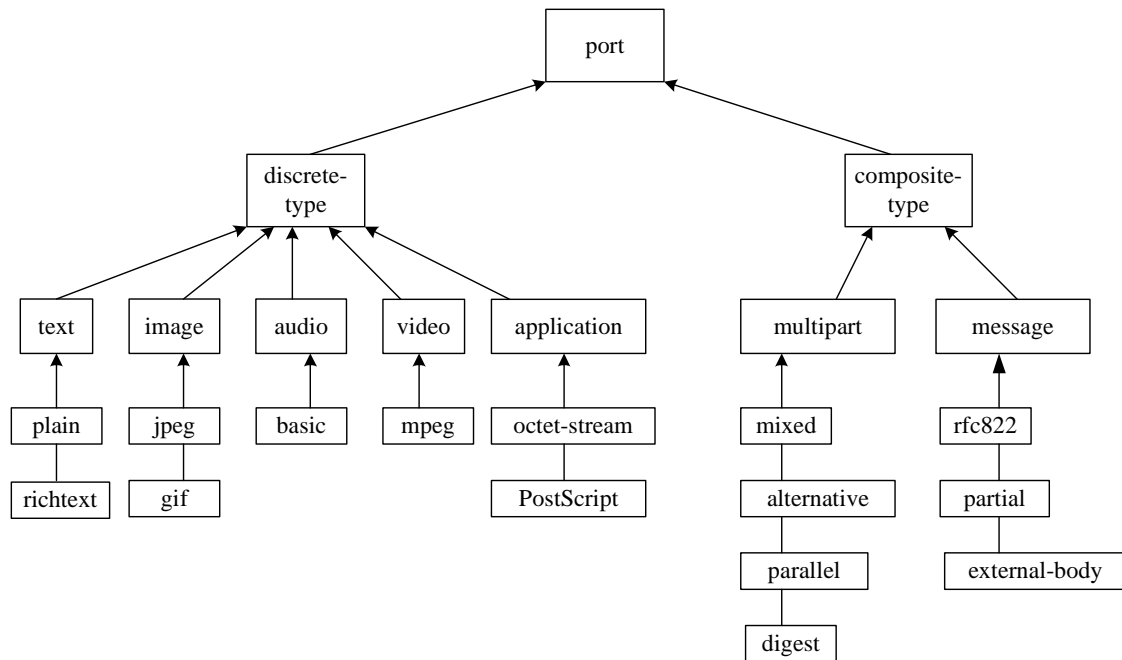 port
discrete-
type
composite-
type
text
image
audio
video
application
multipart
message
plain
jpeg
basic
mpeg
octet-stream
mixed
rfc822
richtext
gif
PostScript
alternative
partial
parallel
external-body
digest